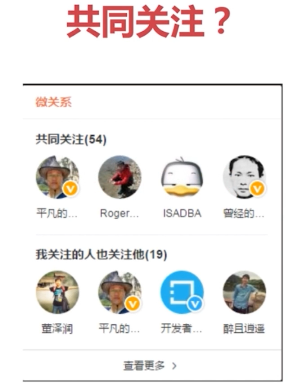 共同关注？
微关系
共同关注(54)
平凡的... Roger... ISADBA 曾经的...
我关注的人也关注他(19)
董泽润 平凡的... 开发者... 醉且逍遥
查看更多 >